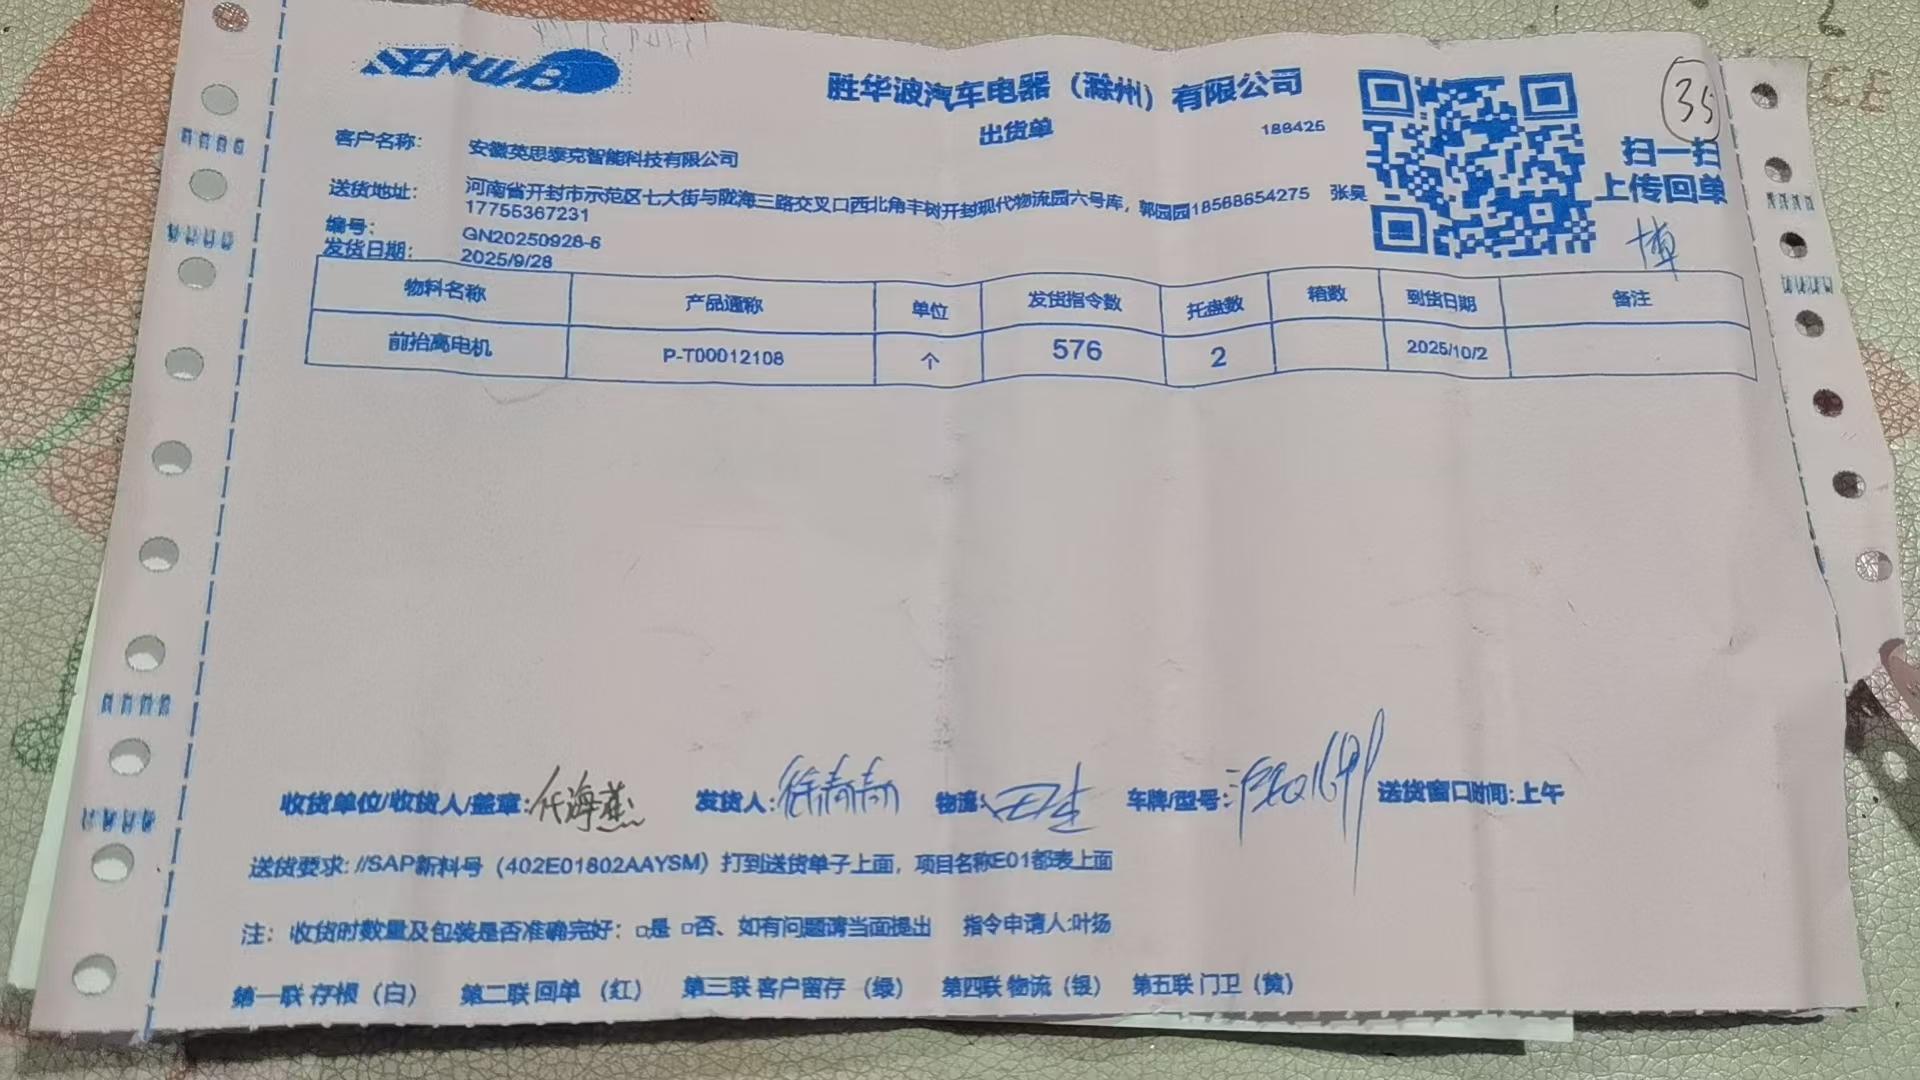 SENHWB
胜华波汽车电器（滁州）有限公司
出货单
188425
35
扫一扫
上传回单
客户名称： 安徽英思泰克智能科技有限公司
送货地址： 河南省开封市示范区七大街与陇海三路交叉口西北角丰树开封现代物流园六号库，郭园园18568654275 张昊
17755367231
编号： GN20250928-6
发货日期： 2025/9/28
物料名称 产品通称 单位 发货指令数 托盘数 箱数 到货日期 备注
前抬高电机 P-T00012108 个 576 2 2025/10/2
收货单位/收货人/盖章：代海燕 发货人：徐青青 物流： 车牌/型号： 送货窗口时间：上午
送货要求：//SAP新料号（402E01802AAYSM）打到送货单子上面，项目名称E01都表上面
注： 收货时数量及包装是否准确完好：□是 □否、如有问题请当面提出 指令申请人:叶扬
第一联 存根（白） 第二联 回单（红） 第三联 客户留存（绿） 第四联 物流（银） 第五联 门卫（黄）